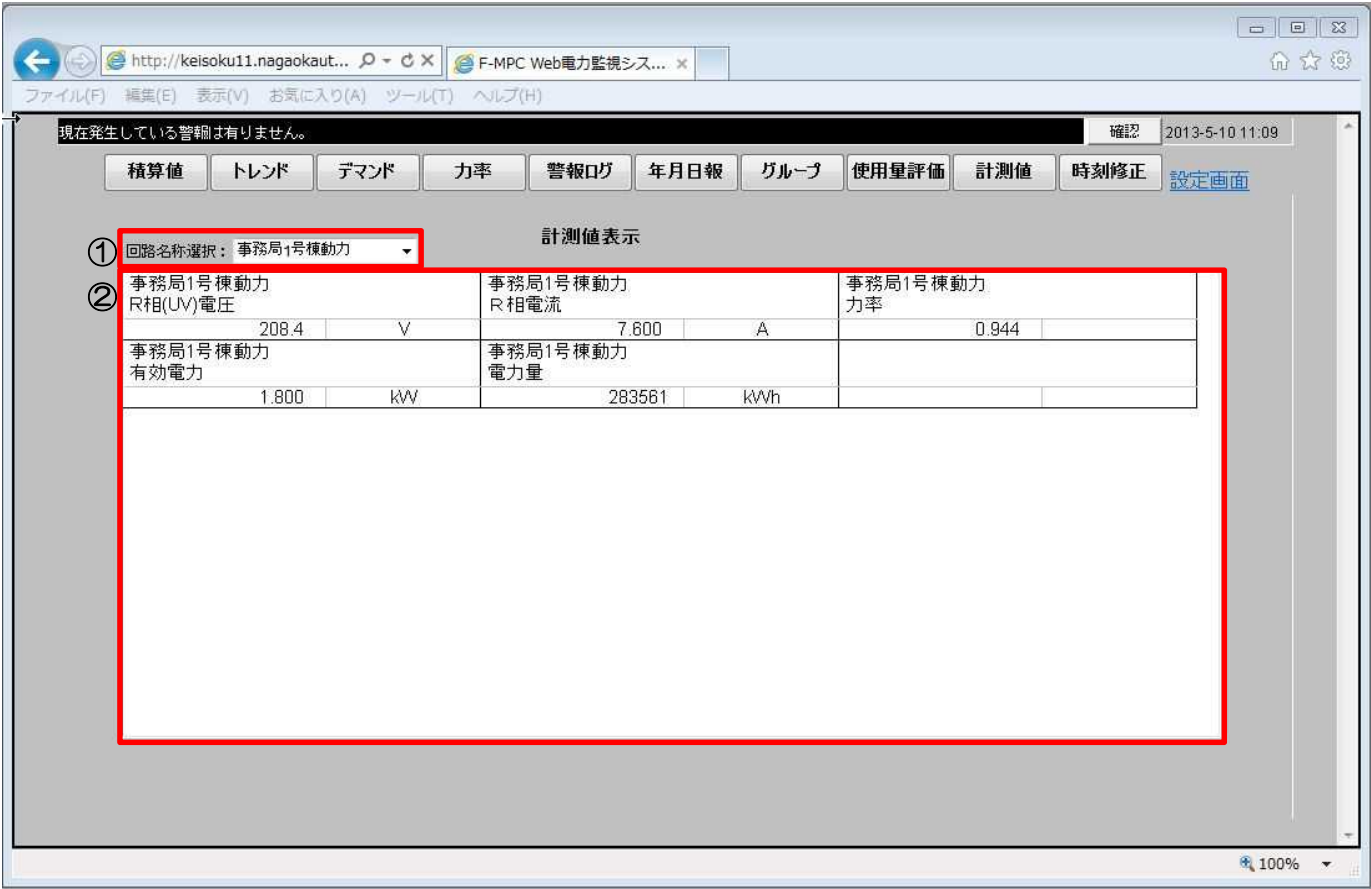 http://keisoku11.nagaokaut...
F-MPC Web電力監視シス...
ファイル(F) 編集(E) 表示(V) お気に入り(A) ツール(T) ヘルプ(H)
現在発生している警報は有りません。
確認
2013-5-10 11:09
積算値 トレンド デマンド 力率 警報ログ 年月日報 グループ 使用量評価 計測値 時刻修正 設定画面
計測値表示
① 回路名称選択: 事務局1号棟動力
②
事務局1号棟動力 事務局1号棟動力 事務局1号棟動力
R相(UV)電圧 R相電流 力率
208.4 V 7.600 A 0.944
事務局1号棟動力 事務局1号棟動力
有効電力 電力量
1.800 kW 283561 kWh
100%